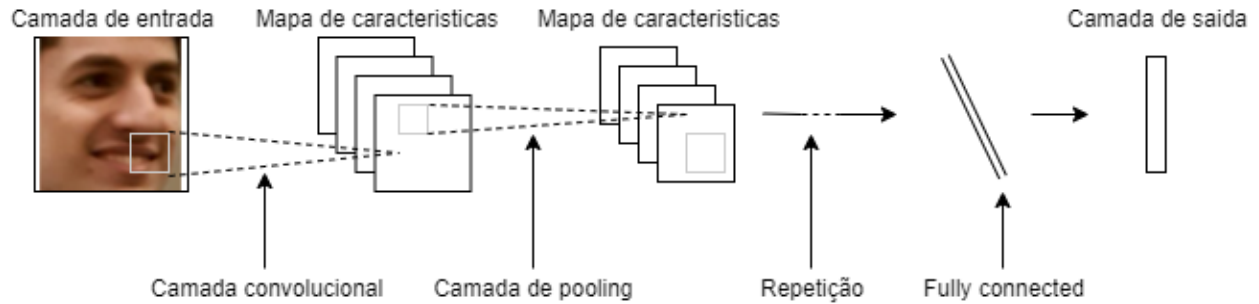 Camada de entrada
Mapa de caracteristicas
Mapa de caracteristicas
Camada de saida
Camada convolucional
Camada de pooling
Repetição
Fully connected